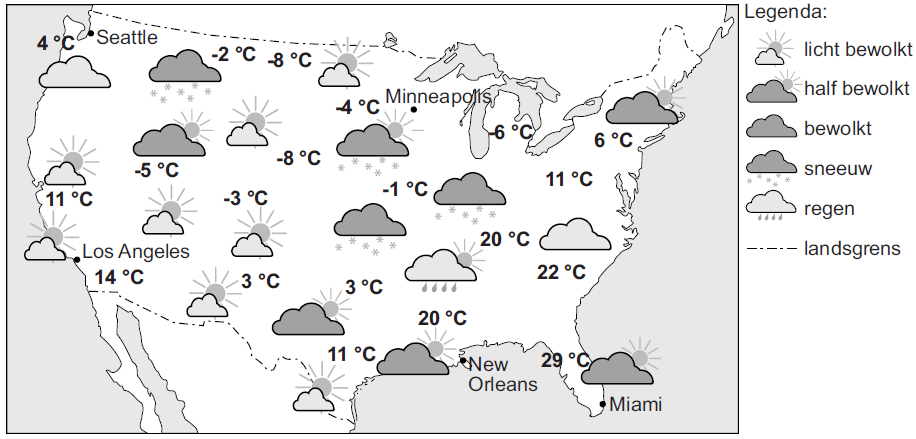 4 °C
Seattle
-2 °C
-8 °C
-4 °C
Minneapolis
-6 °C
6 °C
-5 °C
-8 °C
11 °C
-3 °C
-1 °C
11 °C
Los Angeles
14 °C
3 °C
3 °C
20 °C
22 °C
20 °C
11 °C
New
Orleans
29 °C
Miami
Legenda:
licht bewolkt
half bewolkt
bewolkt
sneeuw
regen
landsgrens